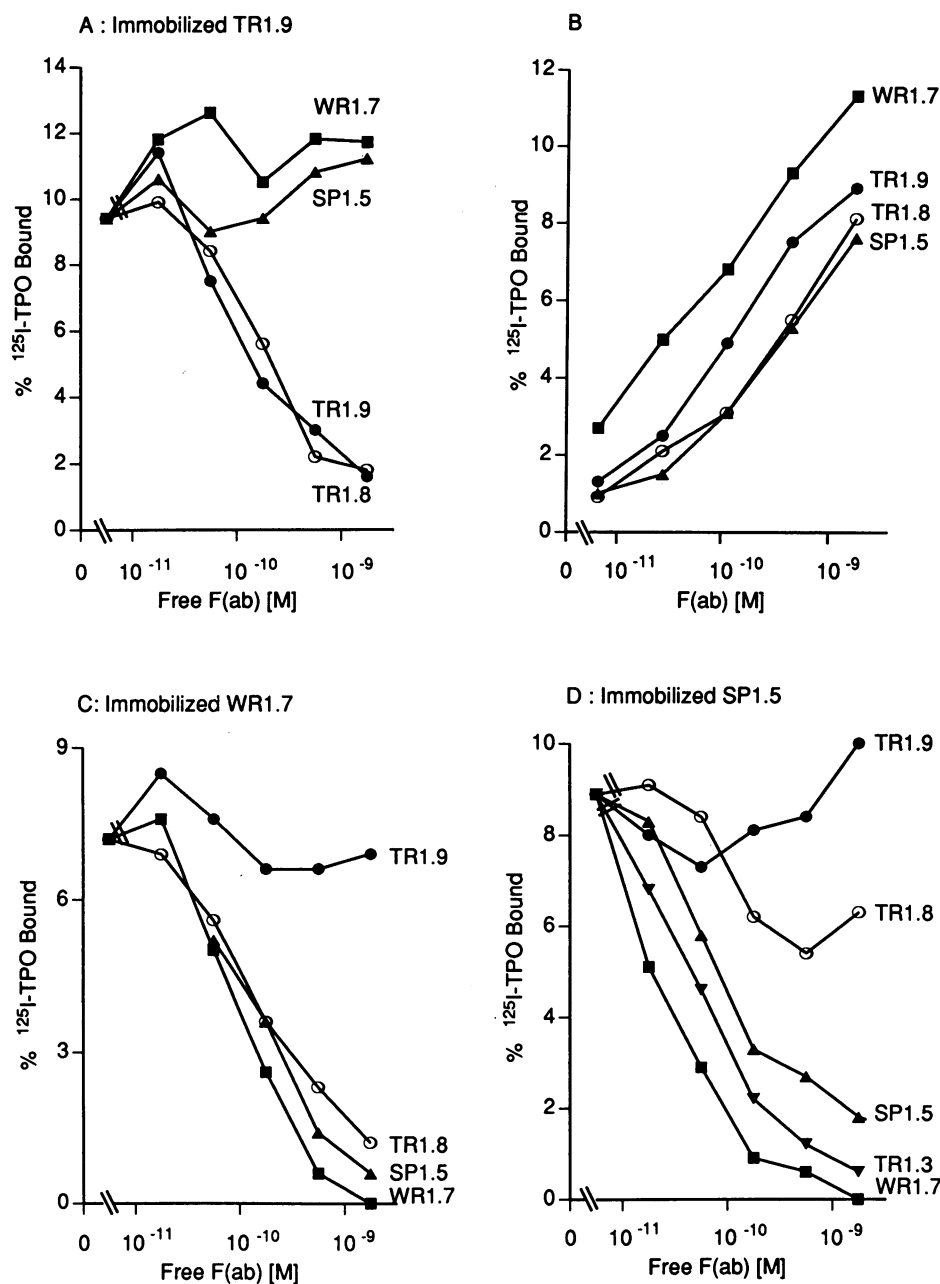 A : Immobilized TR1.9
14
12
10
8
6
4
2
0
% ¹²⁵I-TPO Bound
WR1.7
SP1.5
TR1.9
TR1.8
0 10⁻¹¹ 10⁻¹⁰ 10⁻⁹
Free F(ab) [M]
B
12
10
8
6
4
2
0
% ¹²⁵I-TPO Bound
WR1.7
TR1.9
TR1.8
SP1.5
0 10⁻¹¹ 10⁻¹⁰ 10⁻⁹
F(ab) [M]
C: Immobilized WR1.7
9
6
3
0
% ¹²⁵I-TPO Bound
TR1.9
TR1.8
SP1.5
WR1.7
0 10⁻¹¹ 10⁻¹⁰ 10⁻⁹
Free F(ab) [M]
D : Immobilized SP1.5
10
8
6
4
2
0
% ¹²⁵I-TPO Bound
TR1.9
TR1.8
SP1.5
TR1.3
WR1.7
0 10⁻¹¹ 10⁻¹⁰ 10⁻⁹
Free F(ab) [M]